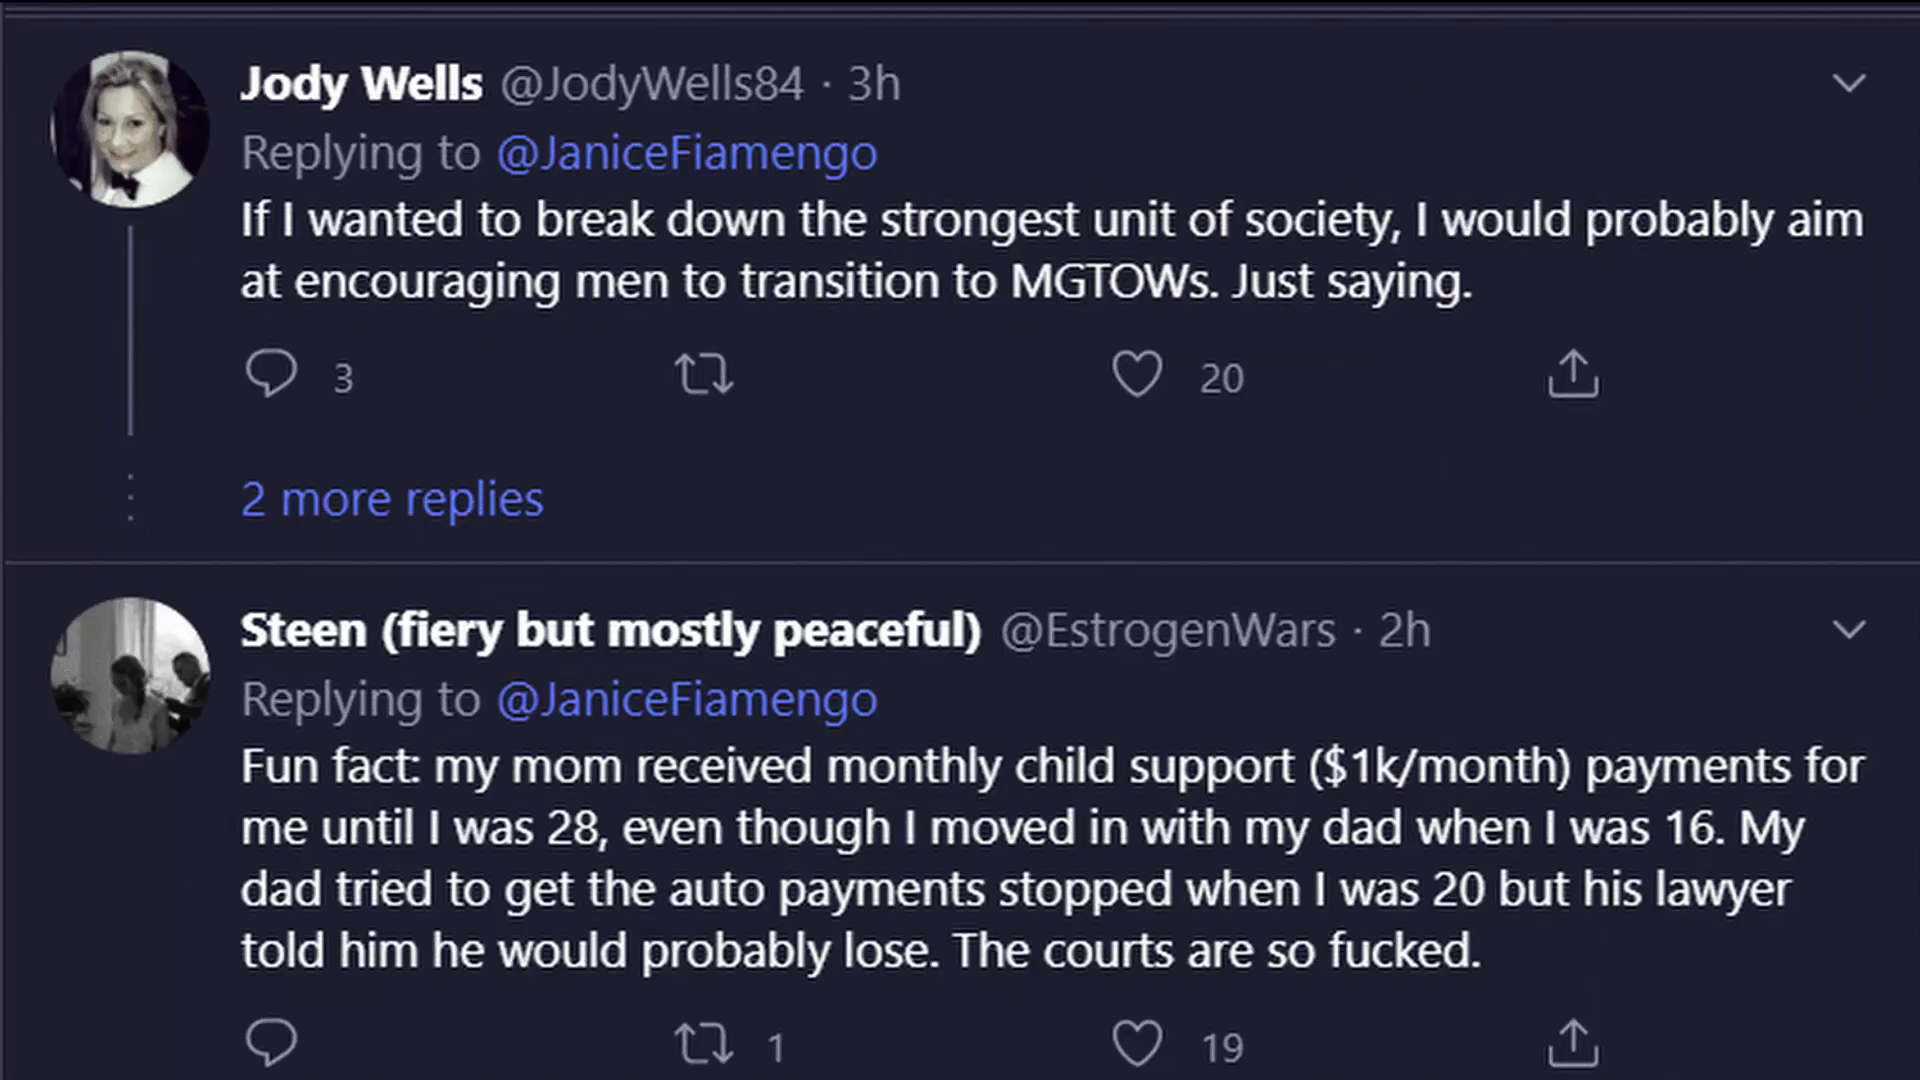 Jody Wells @JodyWells84 · 3h
Replying to @JaniceFiamengo
If I wanted to break down the strongest unit of society, I would probably aim
at encouraging men to transition to MGTOWs. Just saying.
3 20
2 more replies
Steen (fiery but mostly peaceful) @EstrogenWars · 2h
Replying to @JaniceFiamengo
Fun fact: my mom received monthly child support ($1k/month) payments for
me until I was 28, even though I moved in with my dad when I was 16. My
dad tried to get the auto payments stopped when I was 20 but his lawyer
told him he would probably lose. The courts are so fucked.
1 19